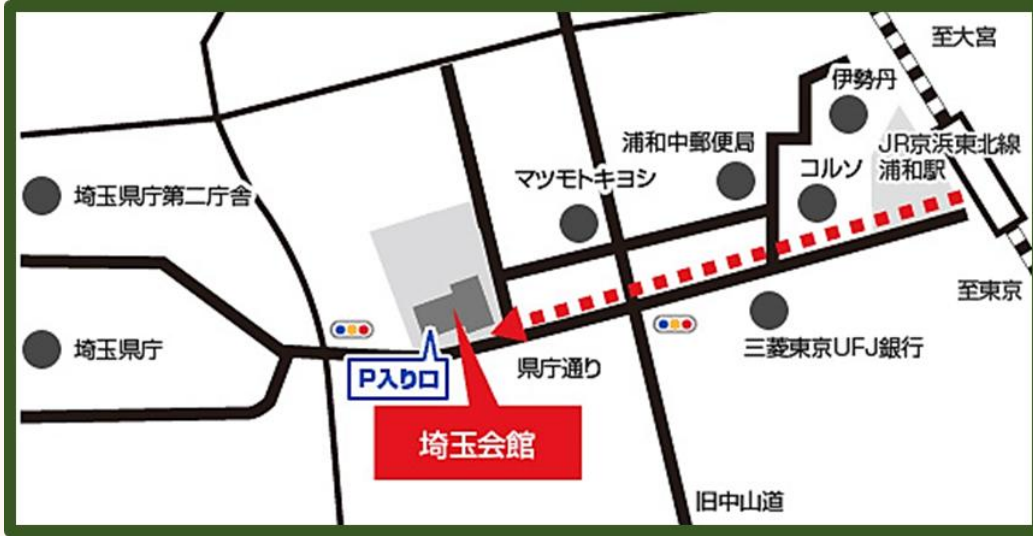 至大宮
伊勢丹
浦和中郵便局
JR京浜東北線
浦和駅
コルソ
マツモトキヨシ
埼玉県庁第二庁舎
至東京
埼玉県庁
三菱東京UFJ銀行
県庁通り
P入り口
埼玉会館
旧中山道